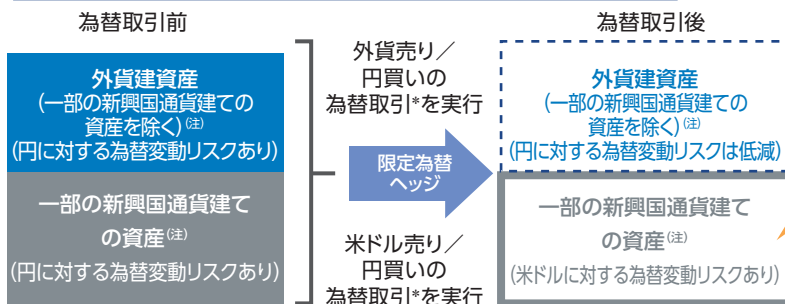 為替取引前
外貨建資産
(一部の新興国通貨建ての
資産を除く)(注)
(円に対する為替変動リスクあり)
一部の新興国通貨建て
の資産(注)
(円に対する為替変動リスクあり)
外貨売り／
円買いの
為替取引*を実行
限定為替
ヘッジ
米ドル売り／
円買いの
為替取引*を実行
為替取引後
外貨建資産
(一部の新興国通貨建ての
資産を除く)(注)
(円に対する為替変動リスクは低減)
一部の新興国通貨建て
の資産(注)
(米ドルに対する為替変動リスクあり)